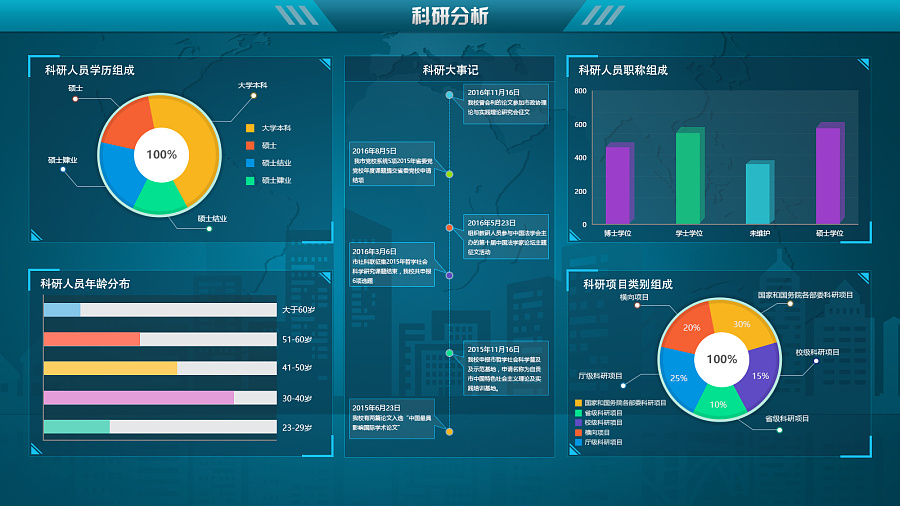 科研分析
科研人员学历组成
硕士
大学本科
硕士肄业
硕士结业
100%
大学本科
硕士
硕士结业
硕士肄业
科研人员年龄分布
大于60岁
51-60岁
41-50岁
30-40岁
23-29岁
科研大事记
2016年11月16日
我校曾会利的论文参加市政治理
论与实践理论研究会征文
2016年8月5日
我市党校系统5项2015年省委党
党校年度课题提交省委党校申请
结项
2016年5月23日
组织教研人员参与中国法学会主
办的第十届中国法学家论坛主题
征文活动
2016年3月6日
市社科联征集2015年哲学社会
科学研究课题结束，我校共申报
6项选题
2015年11月16日
我校申报市哲学社会科学普及
及示范基地，申请名称为自贡
市中国特色社会主义理论及实
践培训基地。
2015年6月23日
我校有两篇论文入选“中国最具
影响国际学术论文”
科研人员职称组成
800
600
400
200
0
博士学位
学士学位
未维护
硕士学位
科研项目类别组成
横向项目
国家和国务院各部委科研项目
校级科研项目
厅级科研项目
省级科研项目
20%
30%
15%
10%
25%
100%
国家和国务院各部委科研项目
省级科研项目
校级科研项目
横向项目
厅级科研项目